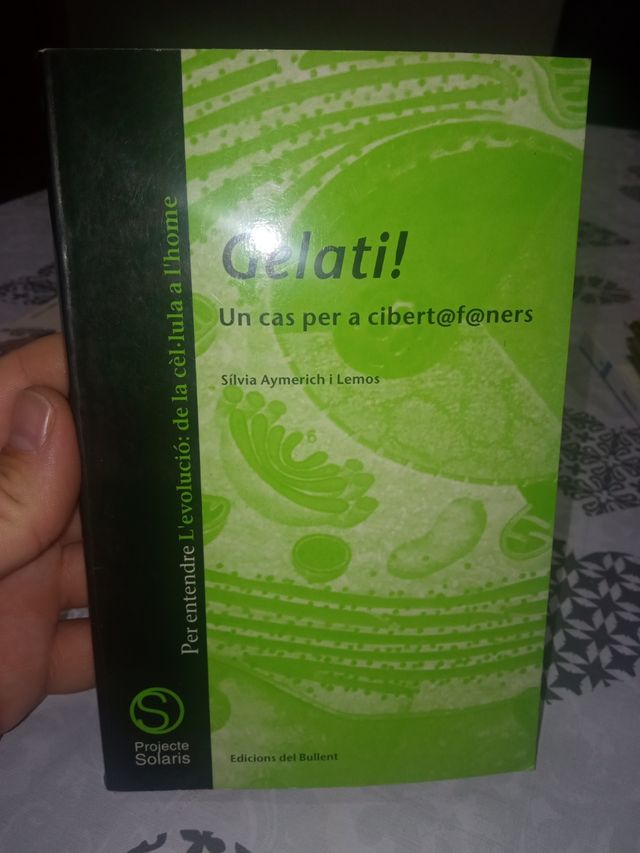 Gelati!
Un cas per a cibert@f@ners
Sílvia Aymerich i Lemos
Per entendre L'evolució: de la cèl·lula a l'home
Projecte
Solaris
Edicions del Bullent